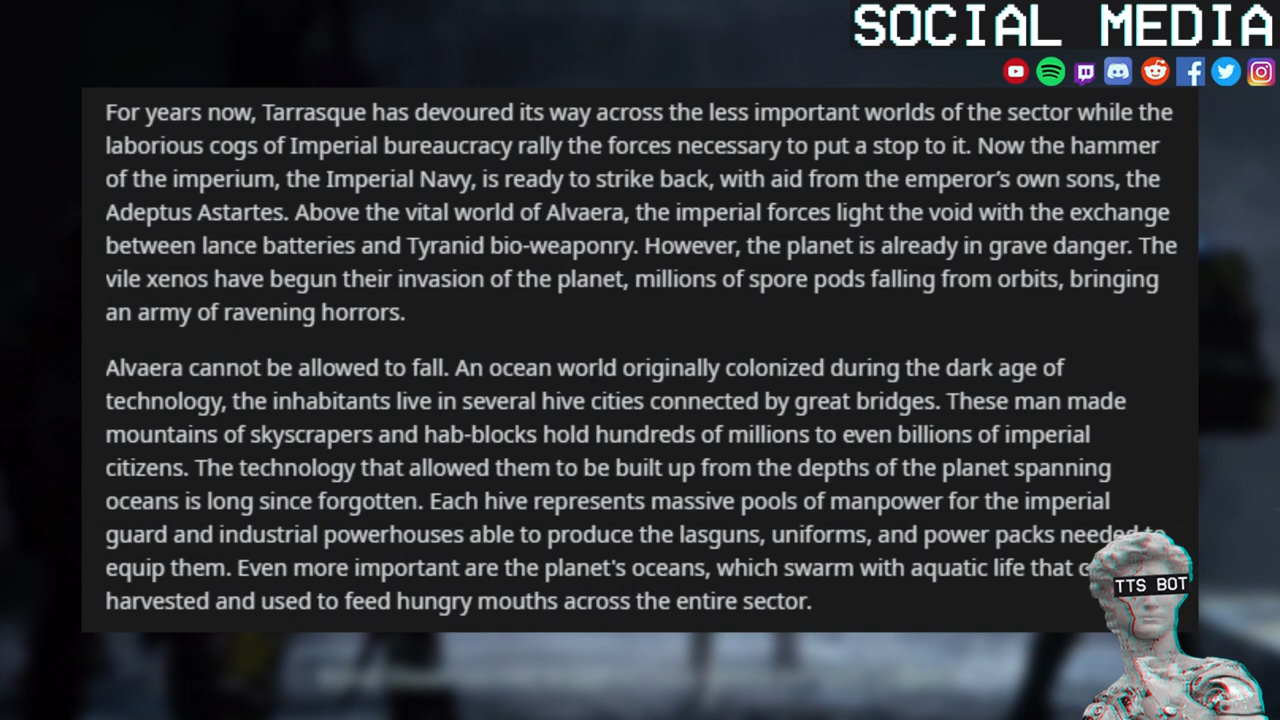 SOCIAL MEDIA
For years now, Tarrasque has devoured its way across the less important worlds of the sector while the
laborious cogs of Imperial bureaucracy rally the forces necessary to put a stop to it. Now the hammer
of the imperium, the Imperial Navy, is ready to strike back, with aid from the emperor’s own sons, the
Adeptus Astartes. Above the vital world of Alvaera, the imperial forces light the void with the exchange
between lance batteries and Tyranid bio-weaponry. However, the planet is already in grave danger. The
vile xenos have begun their invasion of the planet, millions of spore pods falling from orbits, bringing
an army of ravening horrors.
Alvaera cannot be allowed to fall. An ocean world originally colonized during the dark age of
technology, the inhabitants live in several hive cities connected by great bridges. These man made
mountains of skyscrapers and hab-blocks hold hundreds of millions to even billions of imperial
citizens. The technology that allowed them to be built up from the depths of the planet spanning
oceans is long since forgotten. Each hive represents massive pools of manpower for the imperial
guard and industrial powerhouses able to produce the lasguns, uniforms, and power packs needed to
equip them. Even more important are the planet's oceans, which swarm with aquatic life that
harvested and used to feed hungry mouths across the entire sector.
TTS BOT